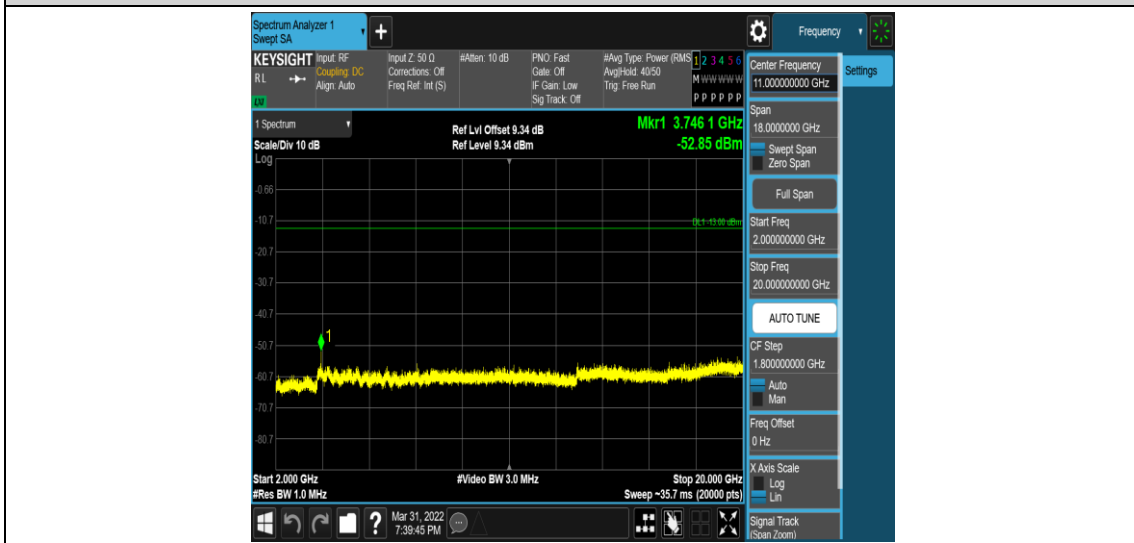 Spectrum Analyzer 1
Swept SA
+
Frequency
KEYSIGHT
RL
LXI
Input: RF
Coupling: DC
Align: Auto
Input Z: 50 Ω
Corrections: Off
Freq Ref: Int (S)
#Atten: 10 dB
PNO: Fast
Gate: Off
IF Gain: Low
Sig Track: Off
#Avg Type: Power (RMS
Avg|Hold: 40/50
Trig: Free Run
1 2 3 4 5 6
M W W W W W
P P P P P P
1 Spectrum
Scale/Div 10 dB
Log
Ref Lvl Offset 9.34 dB
Ref Level 9.34 dBm
Mkr1 3.746 1 GHz
-52.85 dBm
-0.66
-10.7
DL1 -13.00 dBm
-20.7
-30.7
-40.7
1
-50.7
-60.7
-70.7
-80.7
Start 2.000 GHz
#Res BW 1.0 MHz
#Video BW 3.0 MHz
Stop 20.000 GHz
Sweep ~35.7 ms (20000 pts)
?
Mar 31, 2022
7:39:45 PM
Center Frequency
11.000000000 GHz
Settings
Span
18.0000000 GHz
Swept Span
Zero Span
Full Span
Start Freq
2.000000000 GHz
Stop Freq
20.000000000 GHz
AUTO TUNE
CF Step
1.800000000 GHz
Auto
Man
Freq Offset
0 Hz
X Axis Scale
Log
Lin
Signal Track
(Span Zoom)